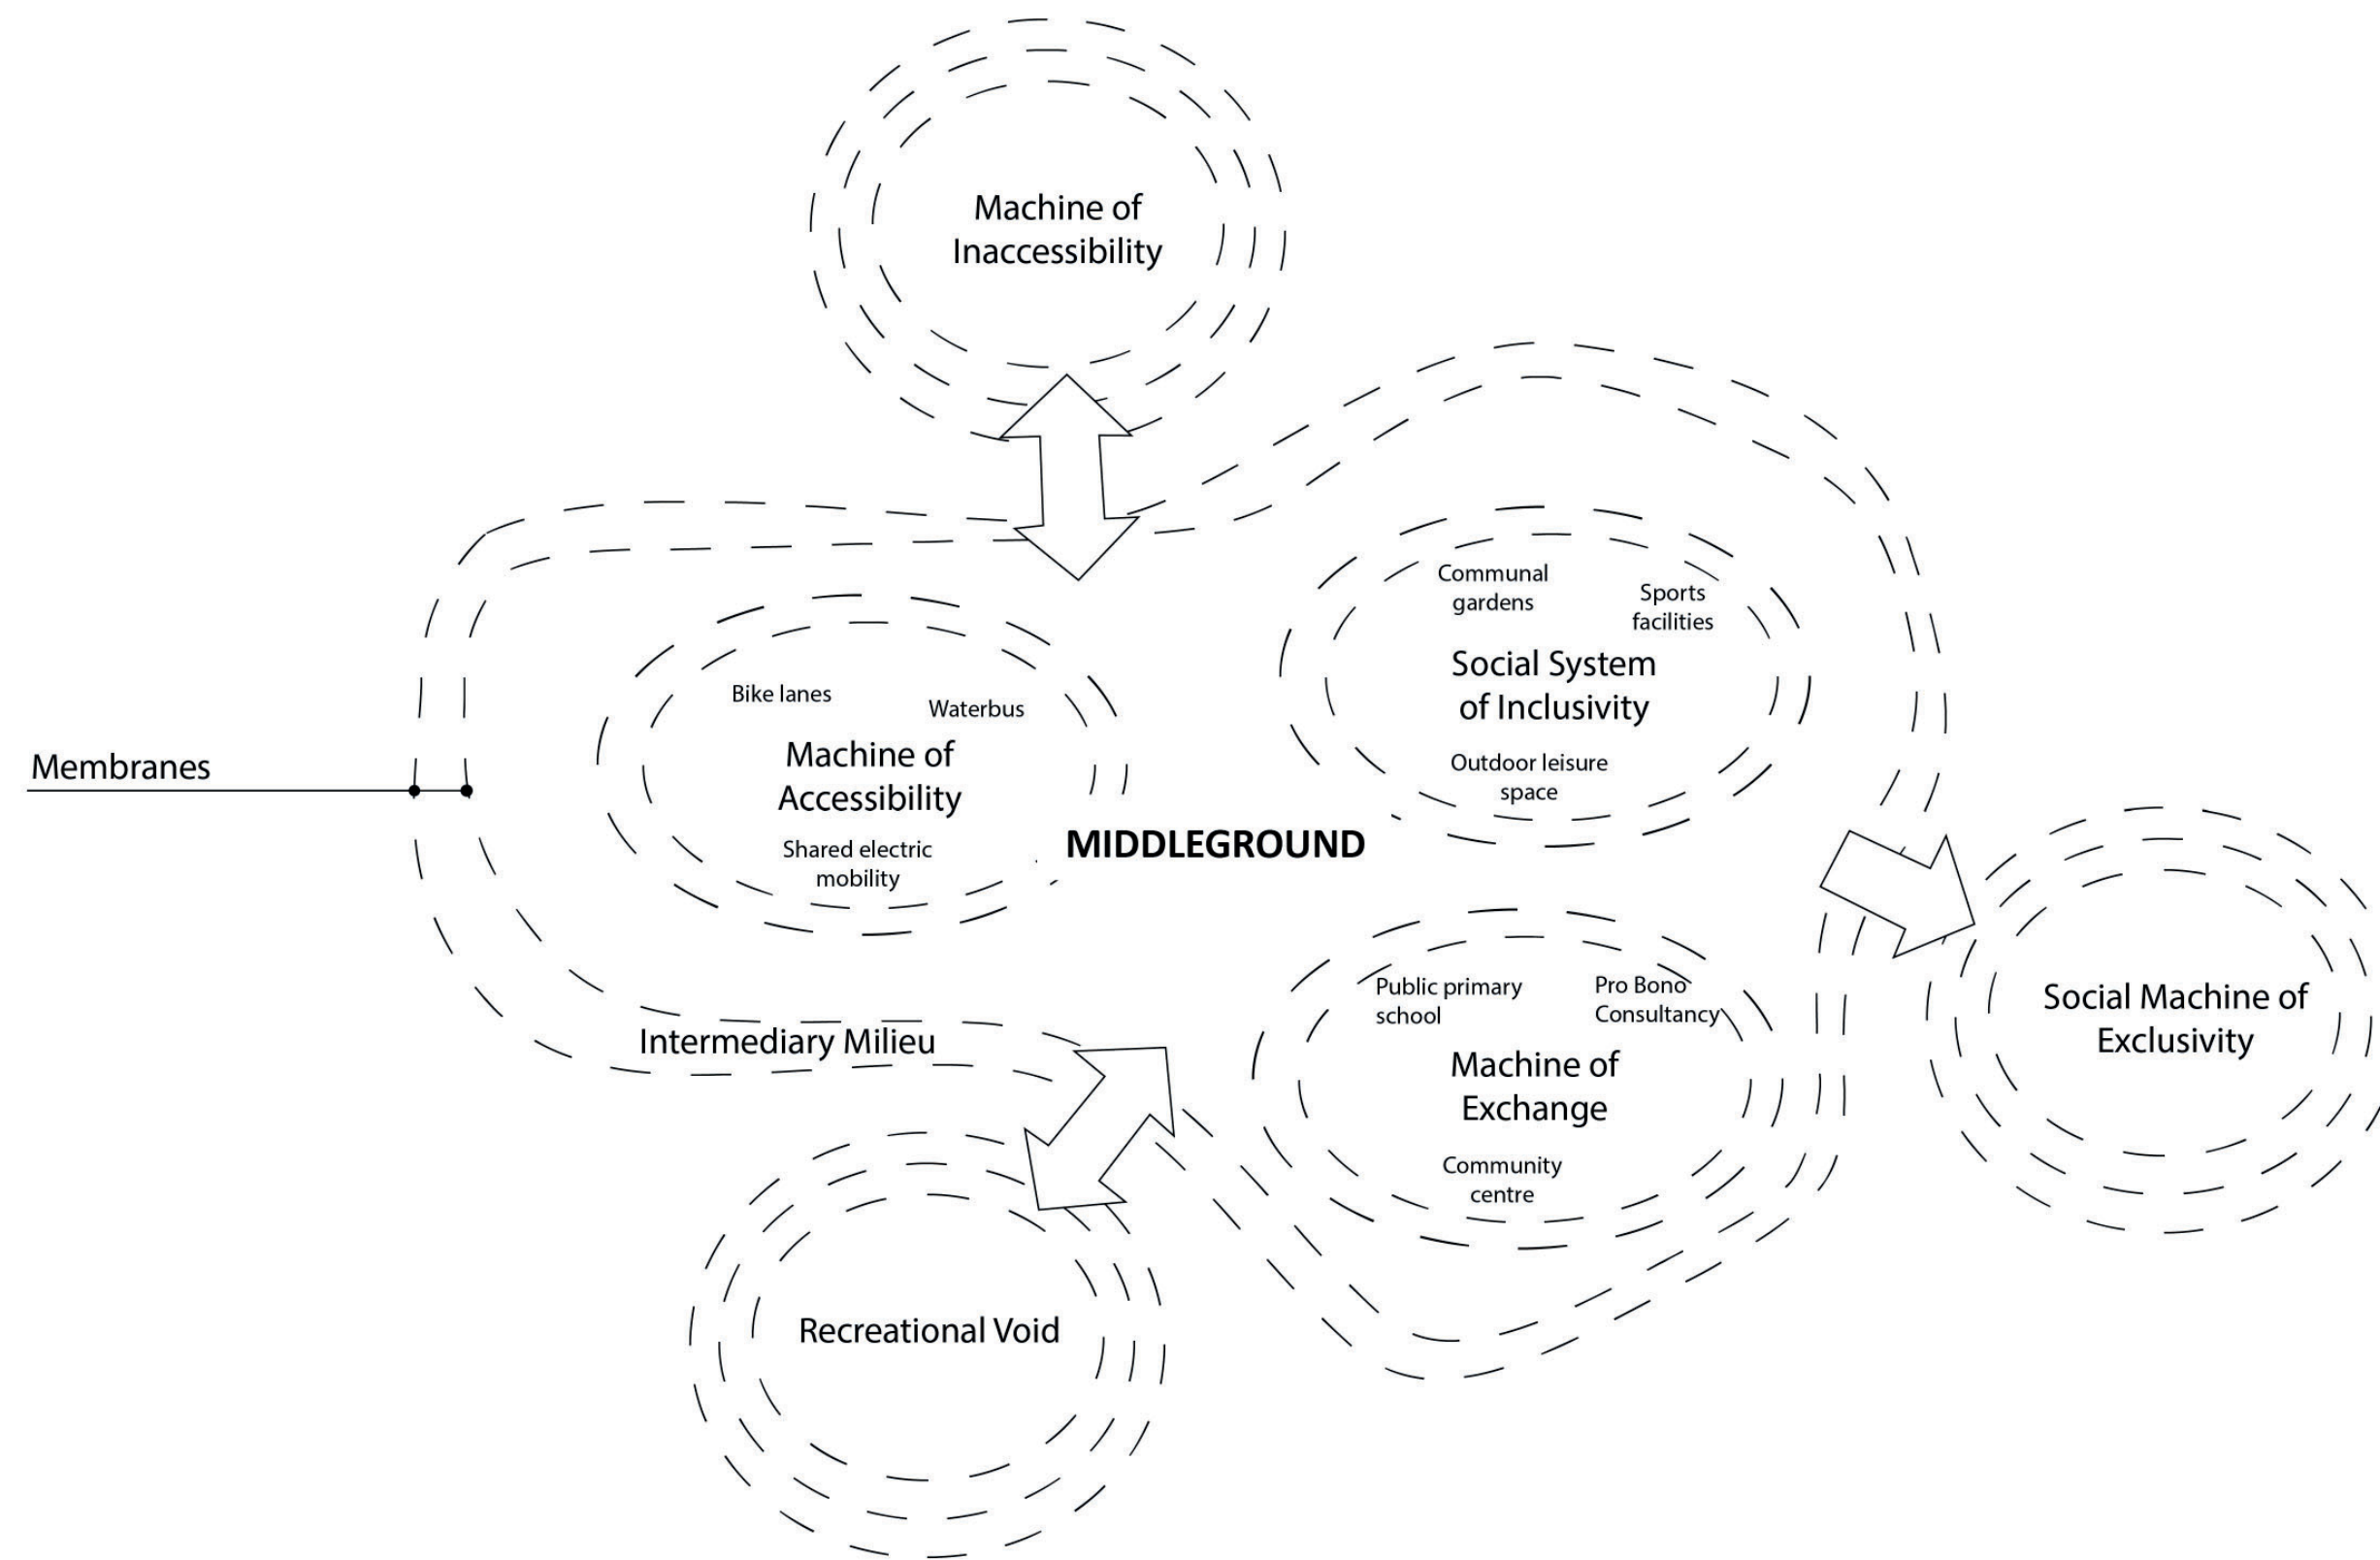 Machine of
Inaccessibility
Communal
gardens
Sports
facilities
Social System
of Inclusivity
Outdoor leisure
space
Bike lanes
Waterbus
Machine of
Accessibility
Shared electric
mobility
Membranes
MIDDLEGROUND
Public primary
school
Pro Bono
Consultancy
Machine of
Exchange
Community
centre
Social Machine of
Exclusivity
Intermediary Milieu
Recreational Void